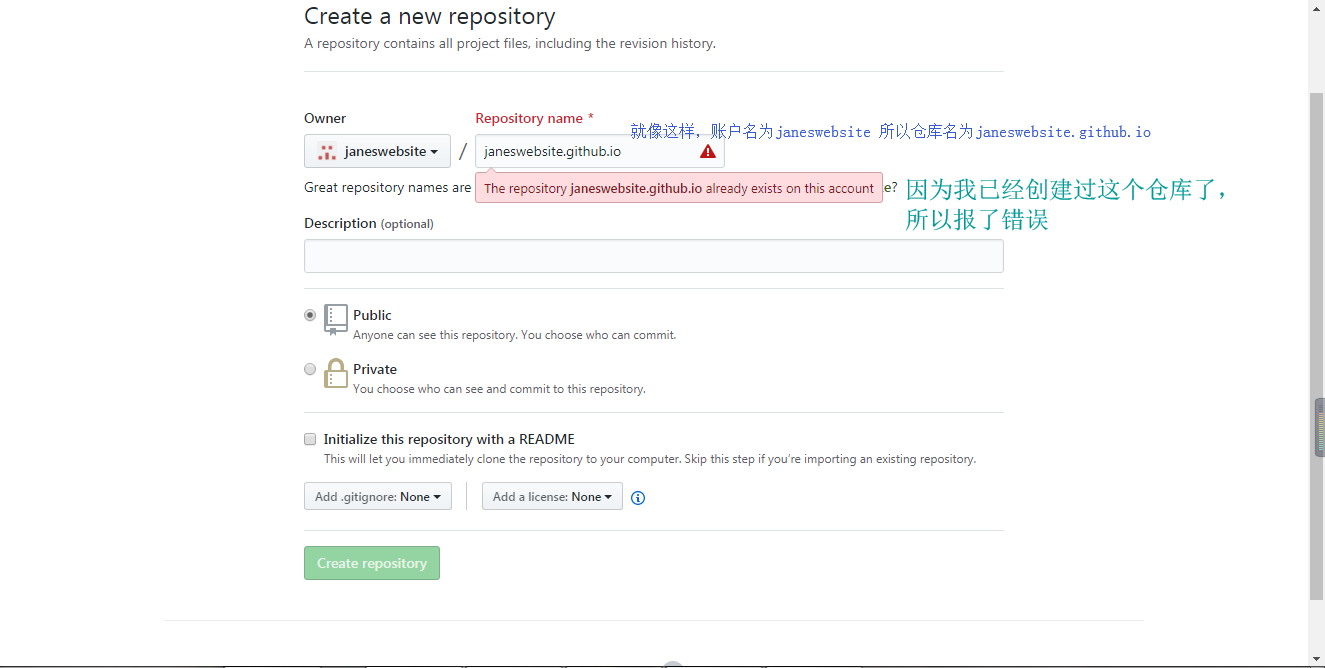 Create a new repository
A repository contains all project files, including the revision history.
Owner
Repository name *
就像这样，账户名为janeswebsite 所以仓库名为janeswebsite.github.io
janeswebsite / janeswebsite.github.io
Great repository names are
The repository janeswebsite.github.io already exists on this account
e?
因为我已经创建过这个仓库了，
所以报了错误
Description (optional)
Public
Anyone can see this repository. You choose who can commit.
Private
You choose who can see and commit to this repository.
Initialize this repository with a README
This will let you immediately clone the repository to your computer. Skip this step if you’re importing an existing repository.
Add .gitignore: None
Add a license: None
Create repository